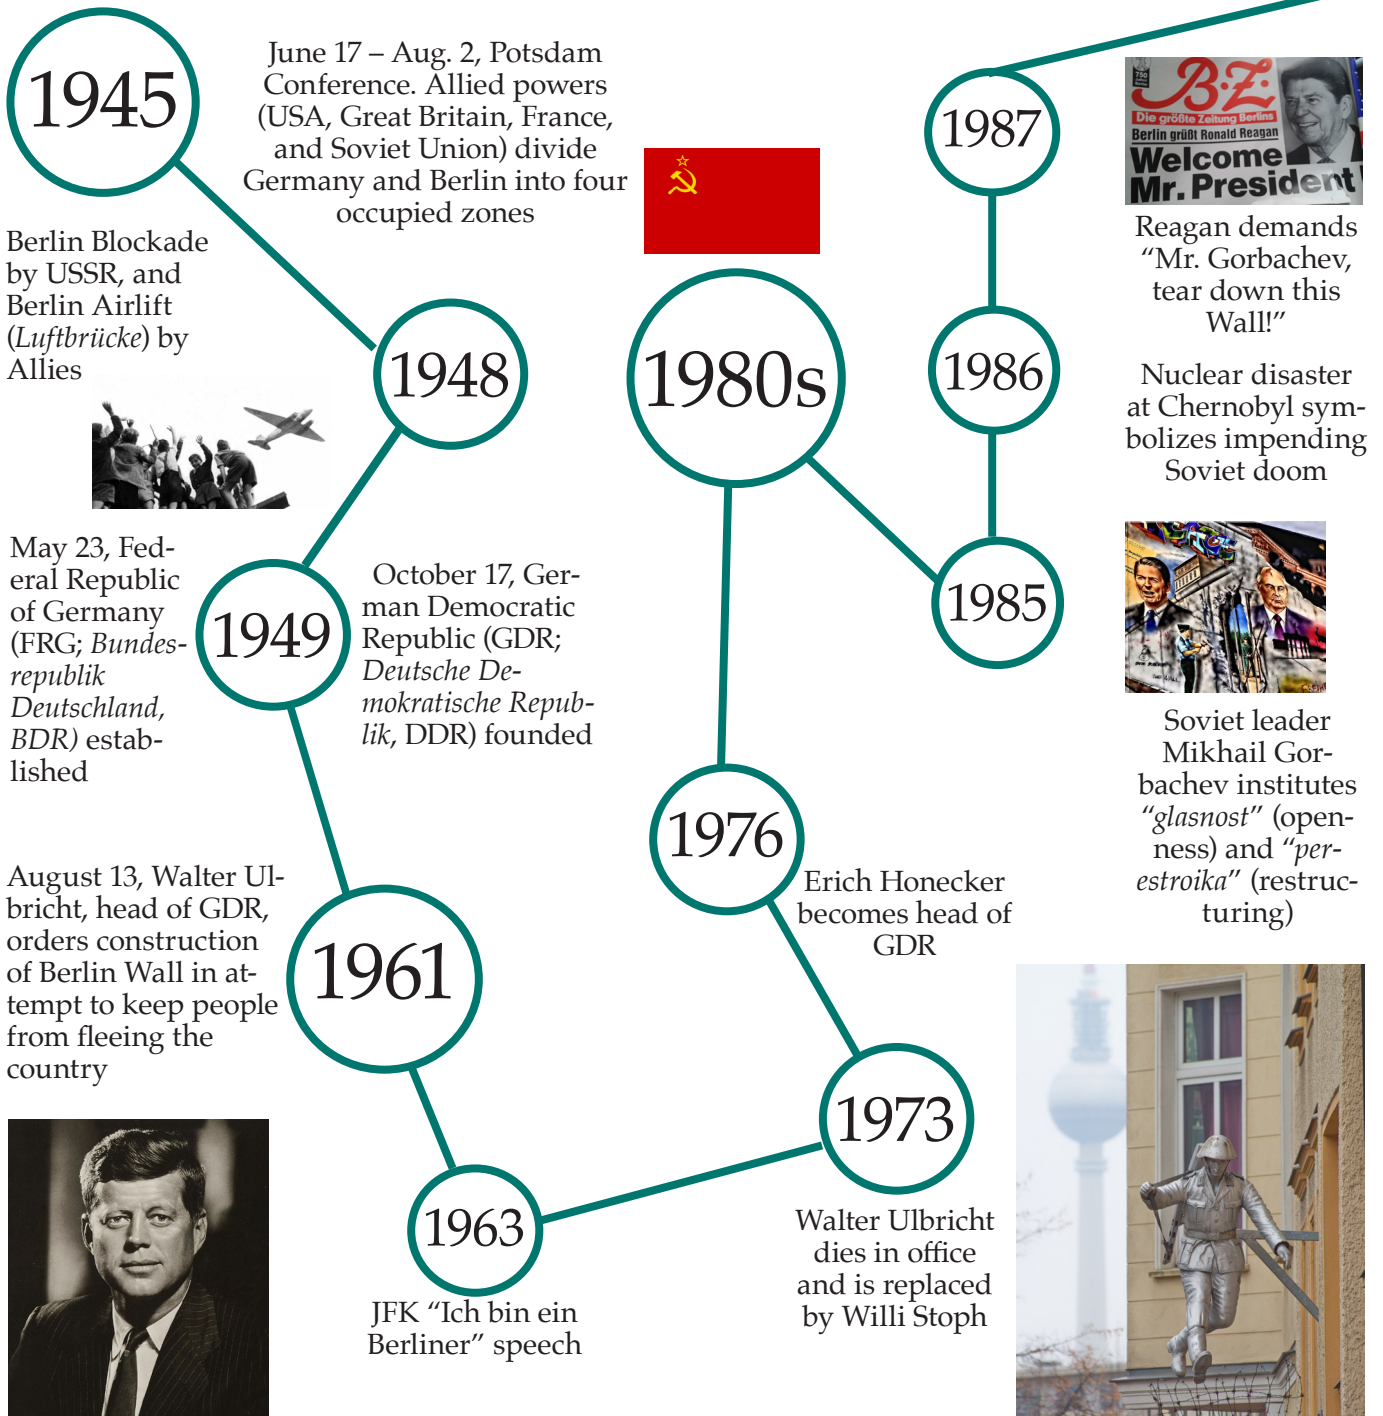 1945
June 17 – Aug. 2, Potsdam
Conference. Allied powers
(USA, Great Britain, France,
and Soviet Union) divide
Germany and Berlin into four
occupied zones
Berlin Blockade
by USSR, and
Berlin Airlift
(Luftbrücke) by
Allies
1948
May 23, Fed-
eral Republic
of Germany
(FRG; Bundes-
republik
Deutschland,
BDR) estab-
lished
1949
October 17, Ger-
man Democratic
Republic (GDR;
Deutsche De-
mokratische Repub-
lik, DDR) founded
August 13, Walter Ul-
bricht, head of GDR,
orders construction
of Berlin Wall in at-
tempt to keep people
from fleeing the
country
1961
1963
JFK “Ich bin ein
Berliner” speech
1973
Walter Ulbricht
dies in office
and is replaced
by Willi Stoph
1976
Erich Honecker
becomes head of
GDR
1980s
1985
Soviet leader
Mikhail Gor-
bachev institutes
“glasnost” (open-
ness) and “per-
estroika” (restruc-
turing)
1986
Nuclear disaster
at Chernobyl sym-
bolizes impending
Soviet doom
1987
750
B·Z:
Die größte Zeitung Berlins
Berlin grüßt Ronald Reagan
Welcome
Mr. President!
Reagan demands
“Mr. Gorbachev,
tear down this
Wall!”